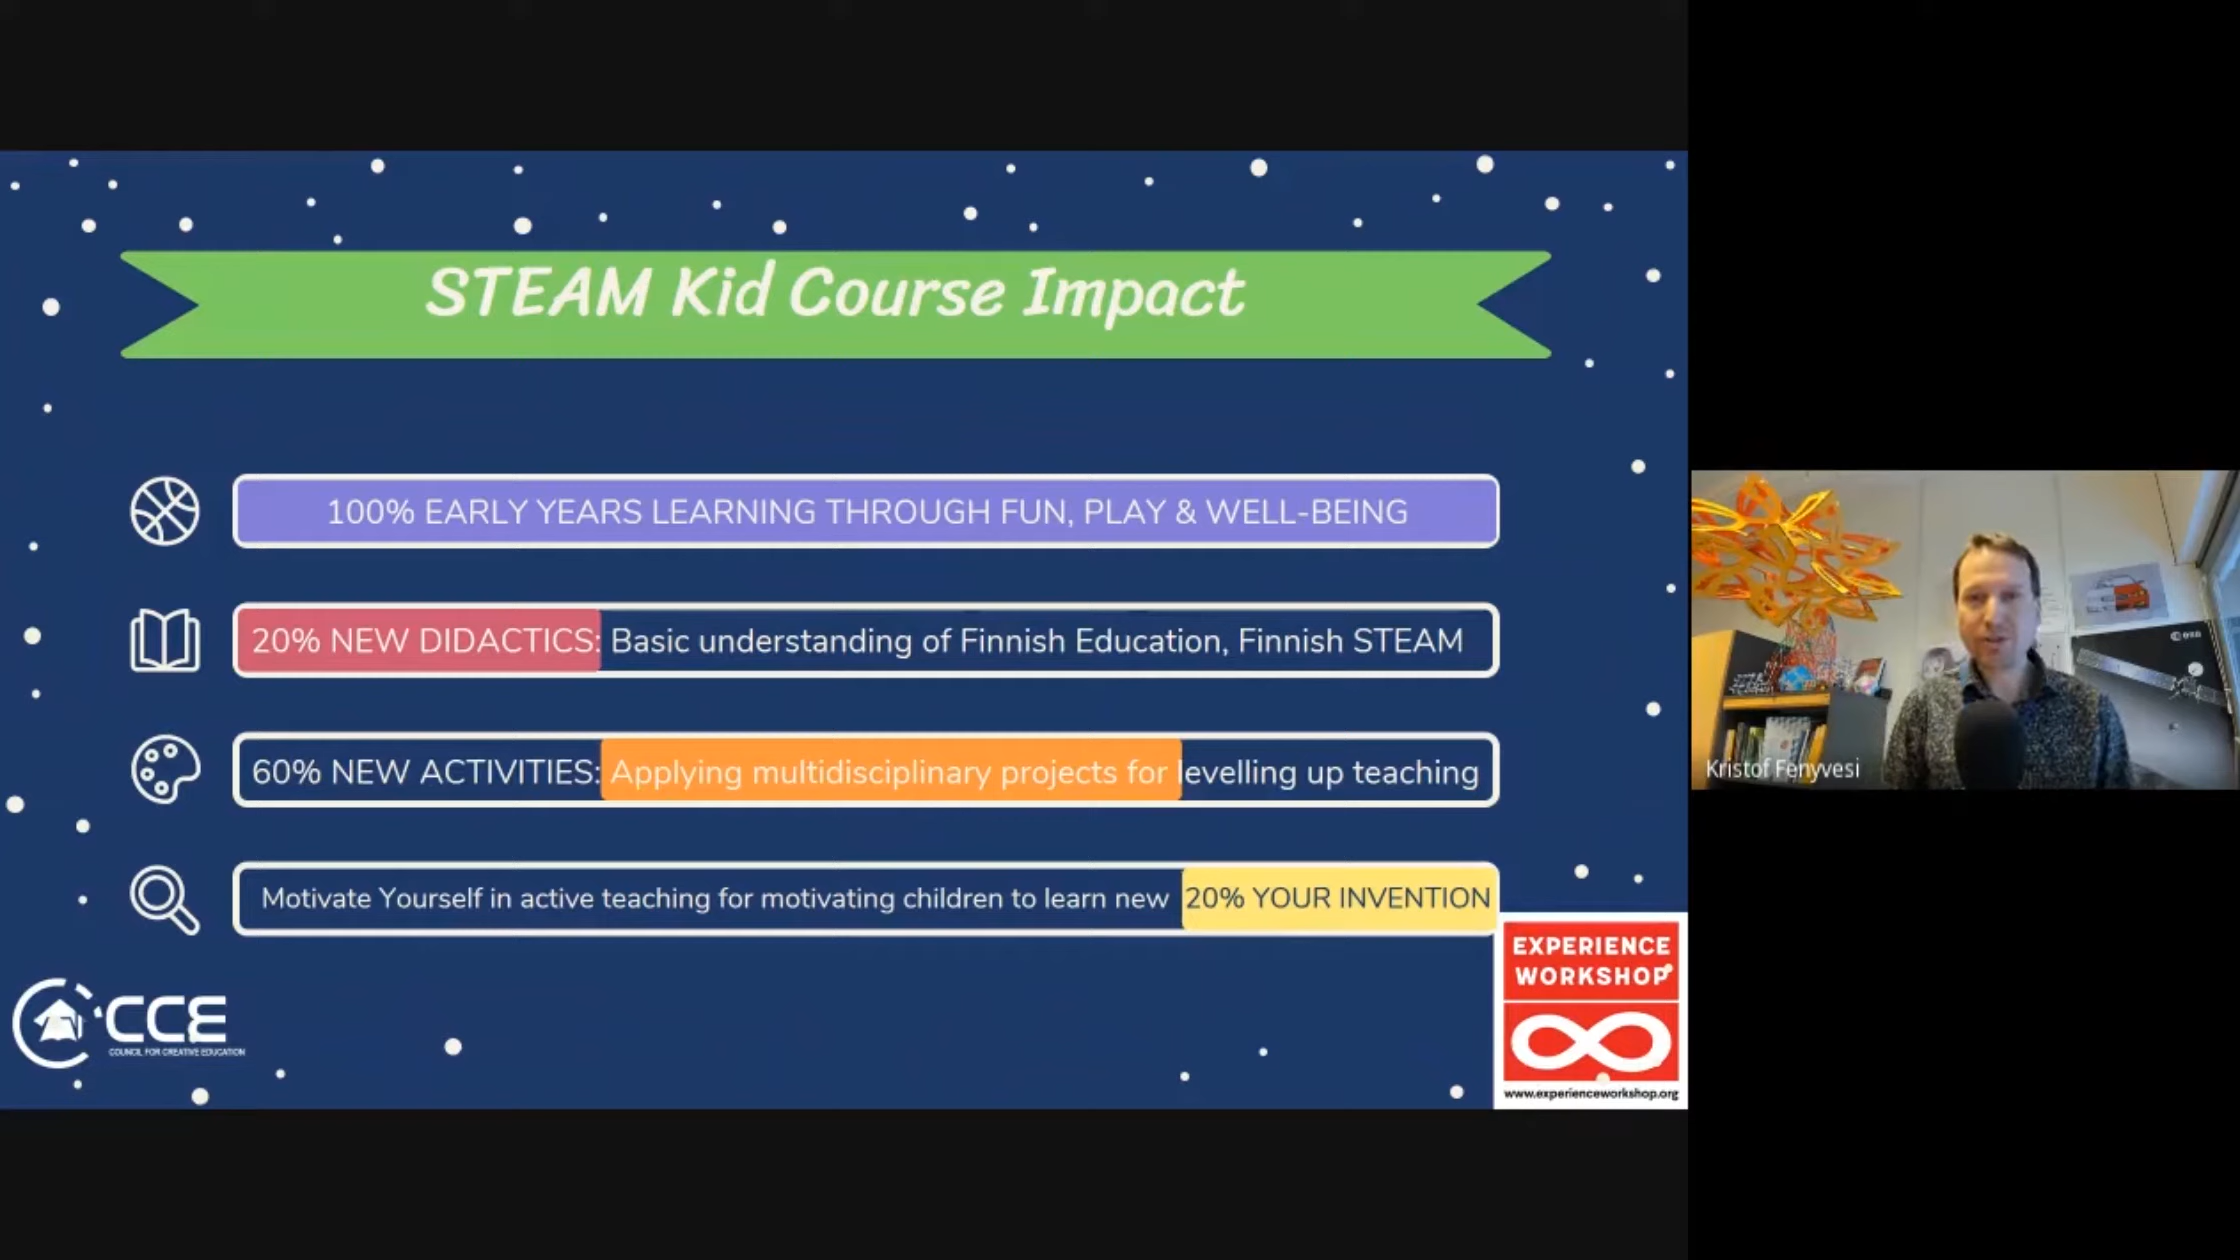 STEAM Kid Course Impact
100% EARLY YEARS LEARNING THROUGH FUN, PLAY & WELL-BEING
20% NEW DIDACTICS: Basic understanding of Finnish Education, Finnish STEAM
60% NEW ACTIVITIES: Applying multidisciplinary projects for levelling up teaching
Motivate Yourself in active teaching for motivating children to learn new 20% YOUR INVENTION
CCE
COUNCIL FOR CREATIVE EDUCATION
EXPERIENCE
WORKSHOP
www.experienceworkshop.org
esa
Kristof Fenyvesi